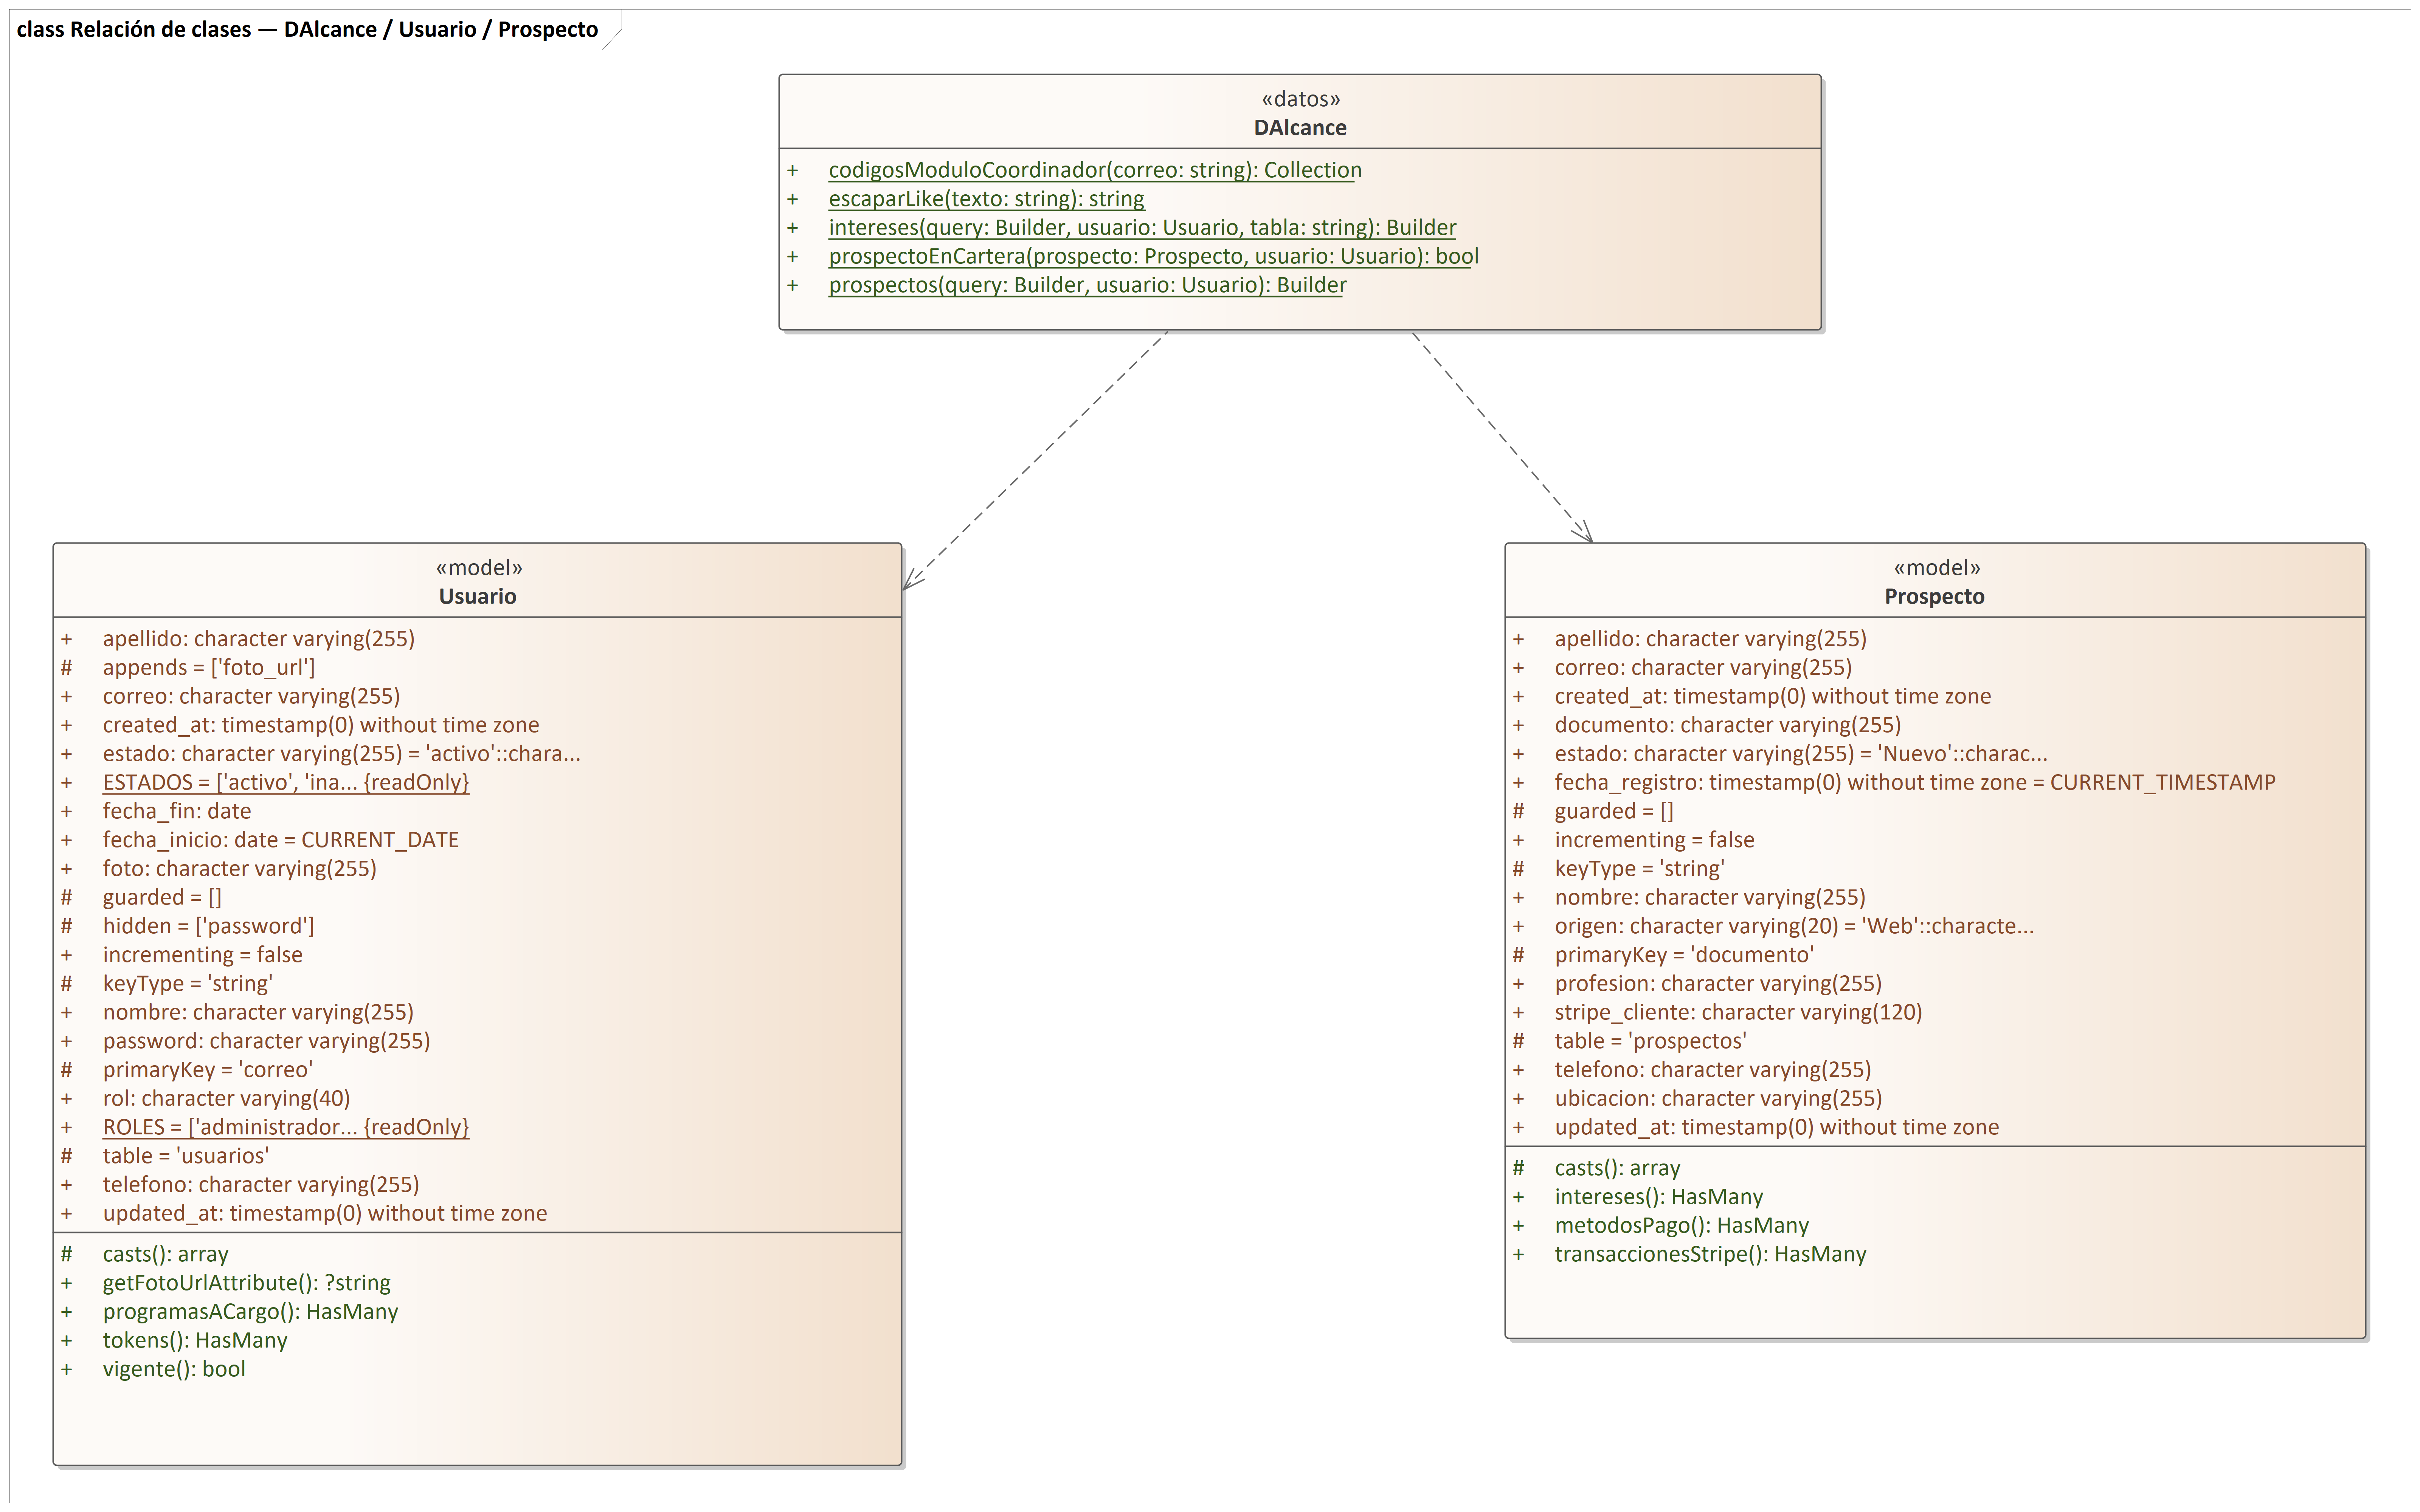 class Relación de clases — DAlcance / Usuario / Prospecto
«datos»
DAlcance
+ codigosModuloCoordinador(correo: string): Collection
+ escaparLike(texto: string): string
+ intereses(query: Builder, usuario: Usuario, tabla: string): Builder
+ prospectoEnCartera(prospecto: Prospecto, usuario: Usuario): bool
+ prospectos(query: Builder, usuario: Usuario): Builder
«model»
Usuario
+ apellido: character varying(255)
# appends = ['foto_url']
+ correo: character varying(255)
+ created_at: timestamp(0) without time zone
+ estado: character varying(255) = 'activo'::chara...
+ ESTADOS = ['activo', 'ina... {readOnly}
+ fecha_fin: date
+ fecha_inicio: date = CURRENT_DATE
+ foto: character varying(255)
# guarded = []
# hidden = ['password']
+ incrementing = false
# keyType = 'string'
+ nombre: character varying(255)
+ password: character varying(255)
# primaryKey = 'correo'
+ rol: character varying(40)
+ ROLES = ['administrador... {readOnly}
# table = 'usuarios'
+ telefono: character varying(255)
+ updated_at: timestamp(0) without time zone
# casts(): array
+ getFotoUrlAttribute(): ?string
+ programasACargo(): HasMany
+ tokens(): HasMany
+ vigente(): bool
«model»
Prospecto
+ apellido: character varying(255)
+ correo: character varying(255)
+ created_at: timestamp(0) without time zone
+ documento: character varying(255)
+ estado: character varying(255) = 'Nuevo'::charac...
+ fecha_registro: timestamp(0) without time zone = CURRENT_TIMESTAMP
# guarded = []
+ incrementing = false
# keyType = 'string'
+ nombre: character varying(255)
+ origen: character varying(20) = 'Web'::characte...
# primaryKey = 'documento'
+ profesion: character varying(255)
+ stripe_cliente: character varying(120)
# table = 'prospectos'
+ telefono: character varying(255)
+ ubicacion: character varying(255)
+ updated_at: timestamp(0) without time zone
# casts(): array
+ intereses(): HasMany
+ metodosPago(): HasMany
+ transaccionesStripe(): HasMany